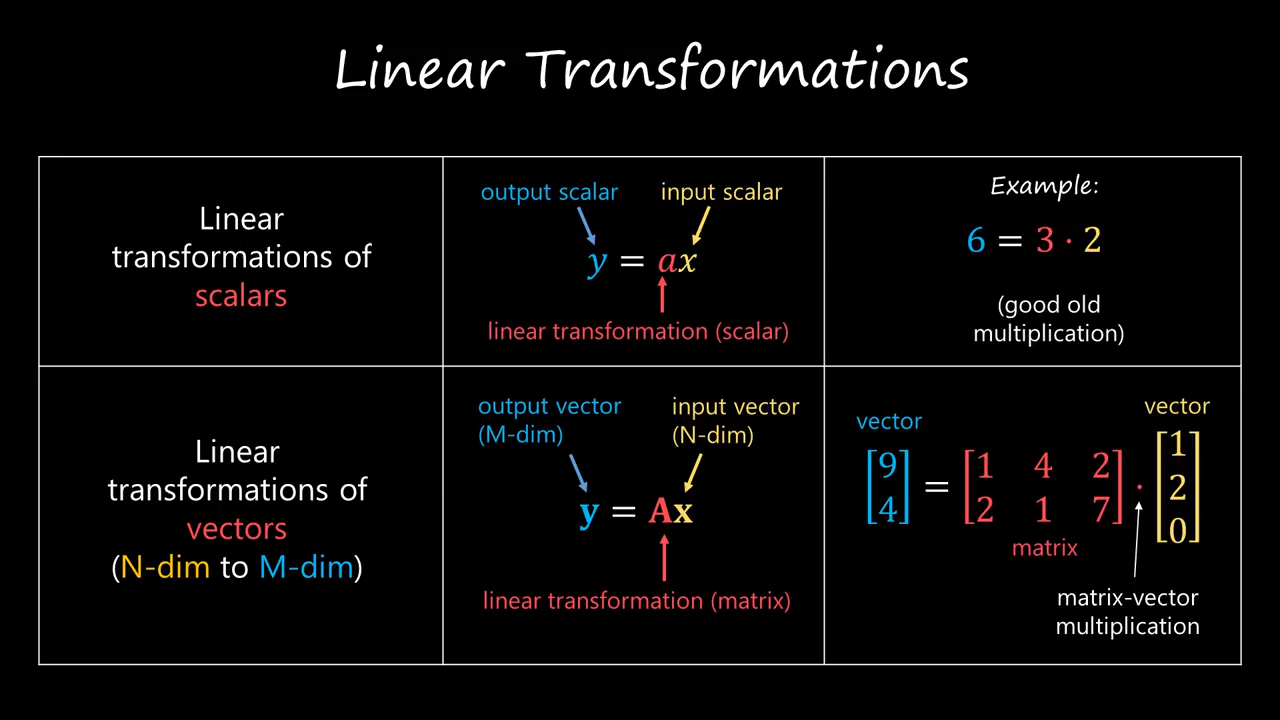 Linear Transformations
Linear
transformations of
scalars
output scalar
input scalar
y = ax
linear transformation (scalar)
Example:
6 = 3 · 2
(good old
multiplication)
Linear
transformations of
vectors
(N-dim to M-dim)
output vector
(M-dim)
input vector
(N-dim)
y = Ax
linear transformation (matrix)
vector
vector
[9 4] = [1 4 2
2 1 7] · [1 2 0]
matrix
matrix-vector
multiplication